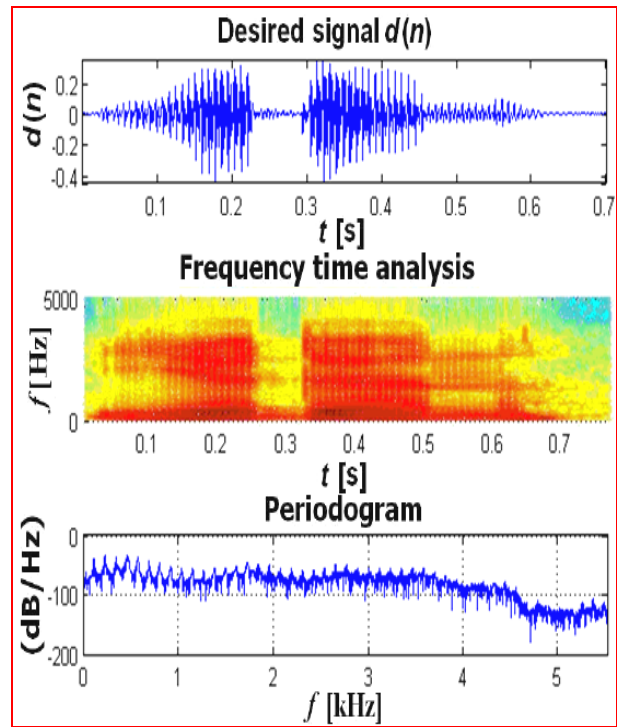 Desired signal d(n)
d(n)
0.2
0
-0.2
-0.4
0.1 0.2 0.3 0.4 0.5 0.6 0.7
t [s]
Frequency time analysis
f [Hz]
5000
0
0.1 0.2 0.3 0.4 0.5 0.6 0.7
t [s]
Periodogram
(dB/Hz)
0
-100
-200
0 1 2 3 4 5
f [kHz]